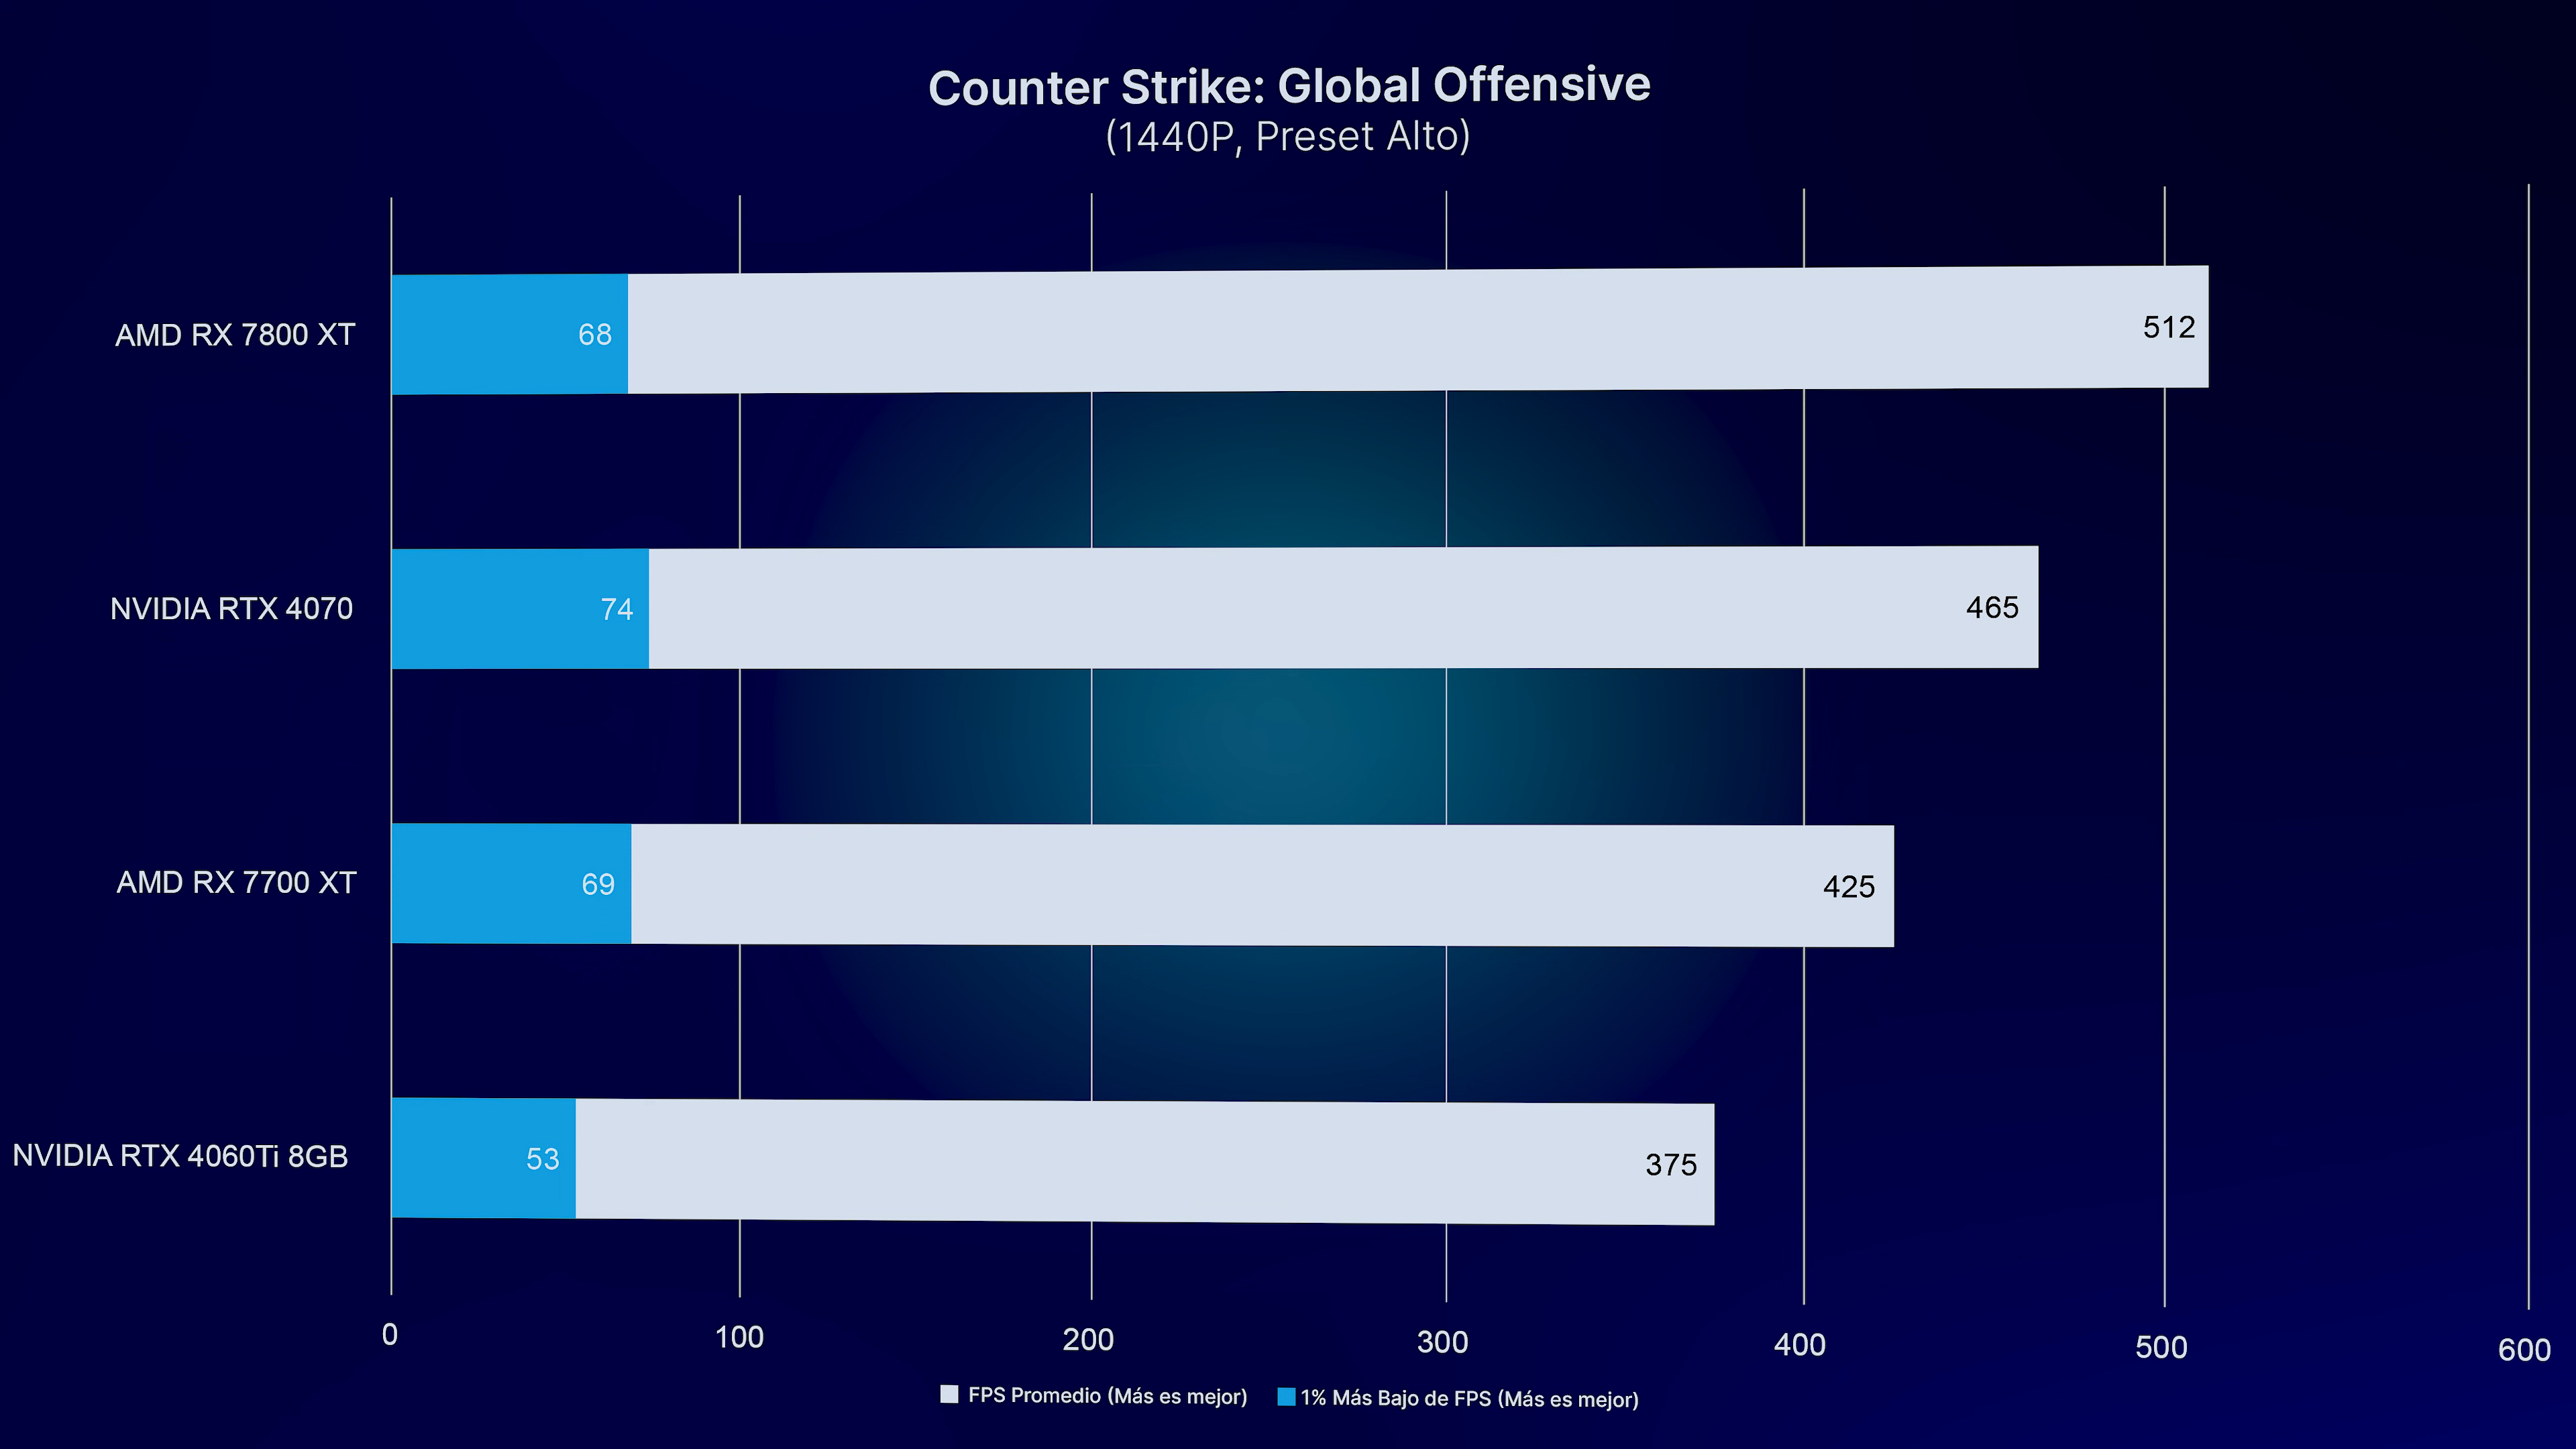 Counter Strike: Global Offensive
(1440P, Preset Alto)
AMD RX 7800 XT
68
512
NVIDIA RTX 4070
74
465
AMD RX 7700 XT
69
425
NVIDIA RTX 4060Ti 8GB
53
375
0 100 200 300 400 500 600
FPS Promedio (Más es mejor) 1% Más Bajo de FPS (Más es mejor)